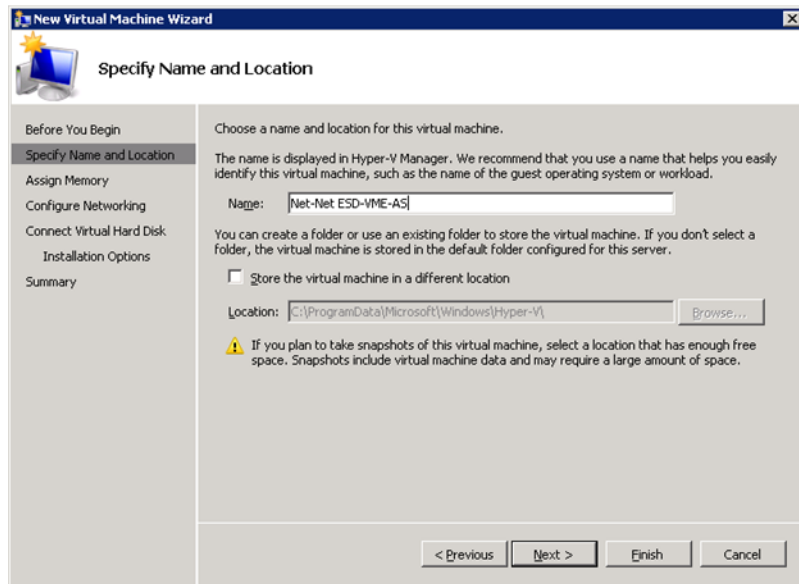 New Virtual Machine Wizard
Specify Name and Location
Before You Begin
Specify Name and Location
Assign Memory
Configure Networking
Connect Virtual Hard Disk
Installation Options
Summary
Choose a name and location for this virtual machine.
The name is displayed in Hyper-V Manager. We recommend that you use a name that helps you easily
identify this virtual machine, such as the name of the guest operating system or workload.
Name: Net-Net ESD-VME-AS
You can create a folder or use an existing folder to store the virtual machine. If you don't select a
folder, the virtual machine is stored in the default folder configured for this server.
Store the virtual machine in a different location
Location: C:\ProgramData\Microsoft\Windows\Hyper-V\ Browse...
If you plan to take snapshots of this virtual machine, select a location that has enough free
space. Snapshots include virtual machine data and may require a large amount of space.
< Previous Next > Finish Cancel